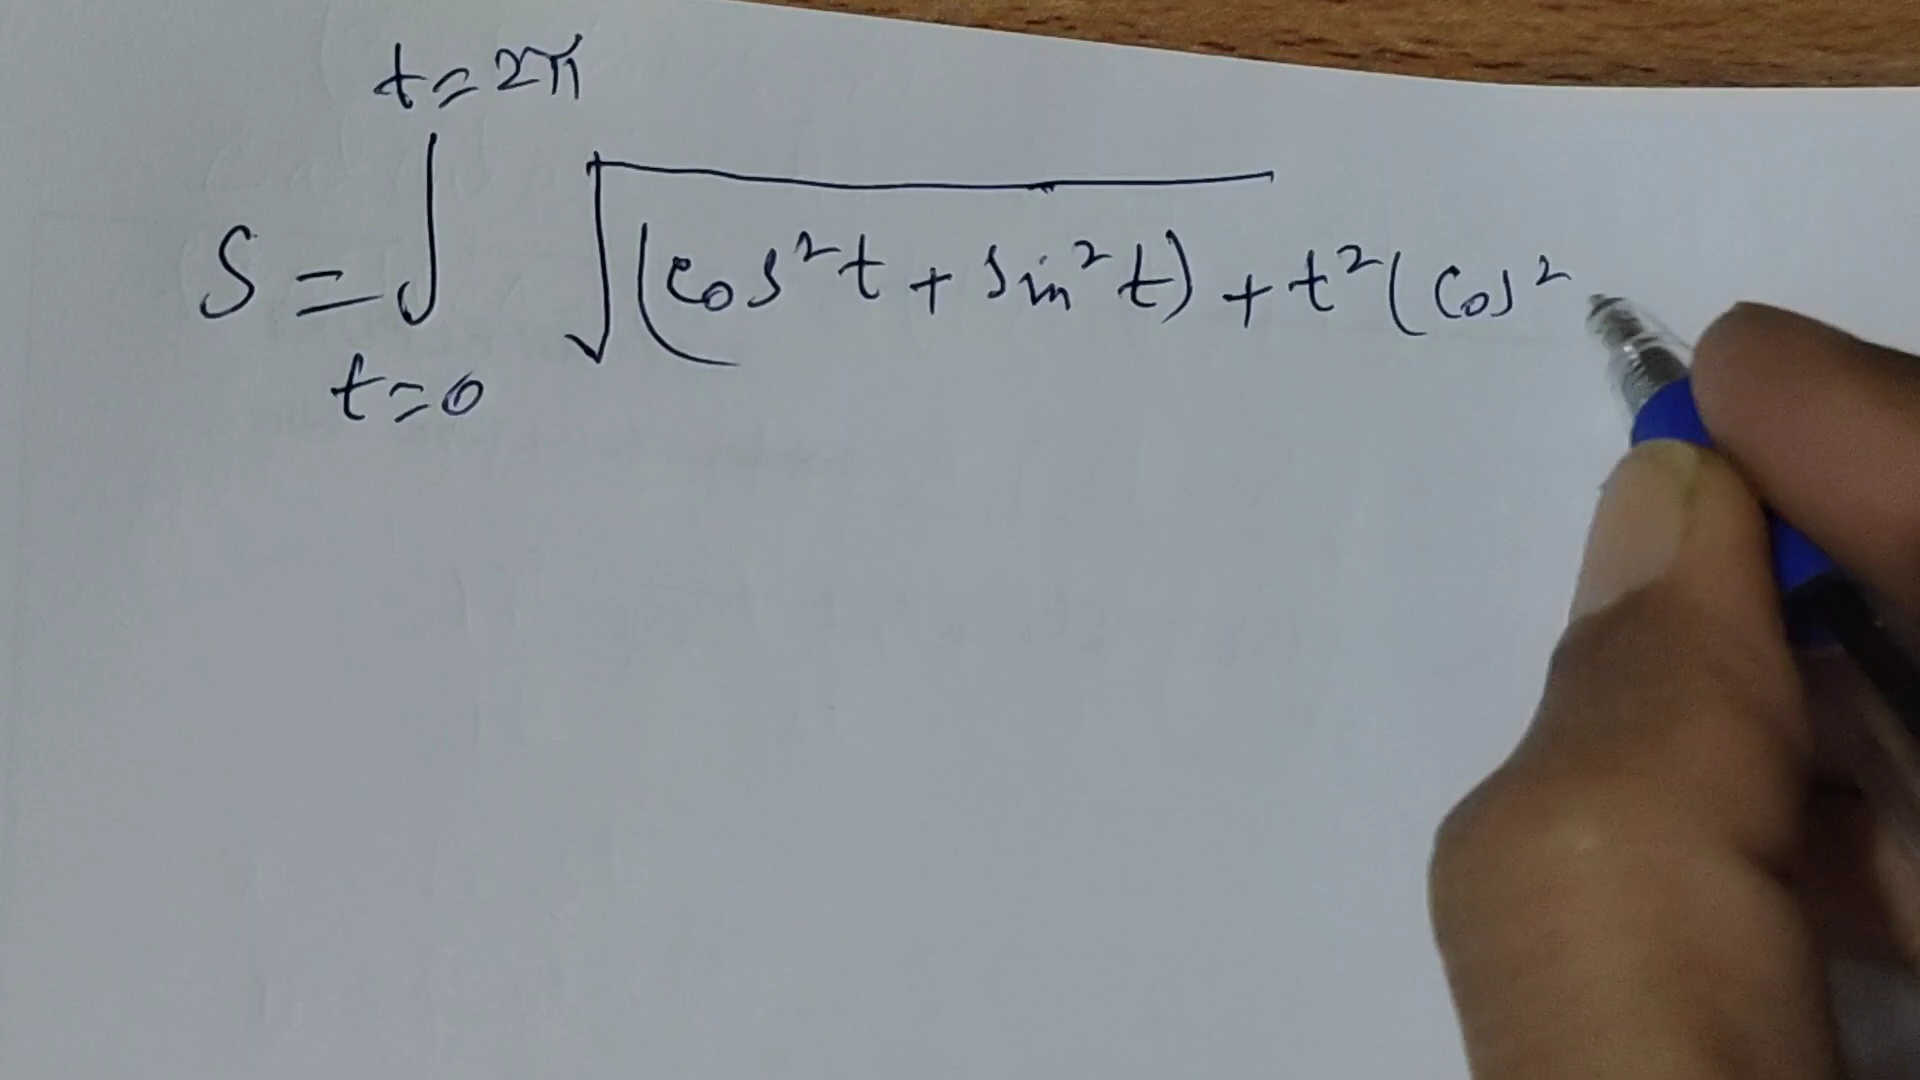 t=2π
S = ∫ √(cos²t + sin²t) + t²(cos²
t=0